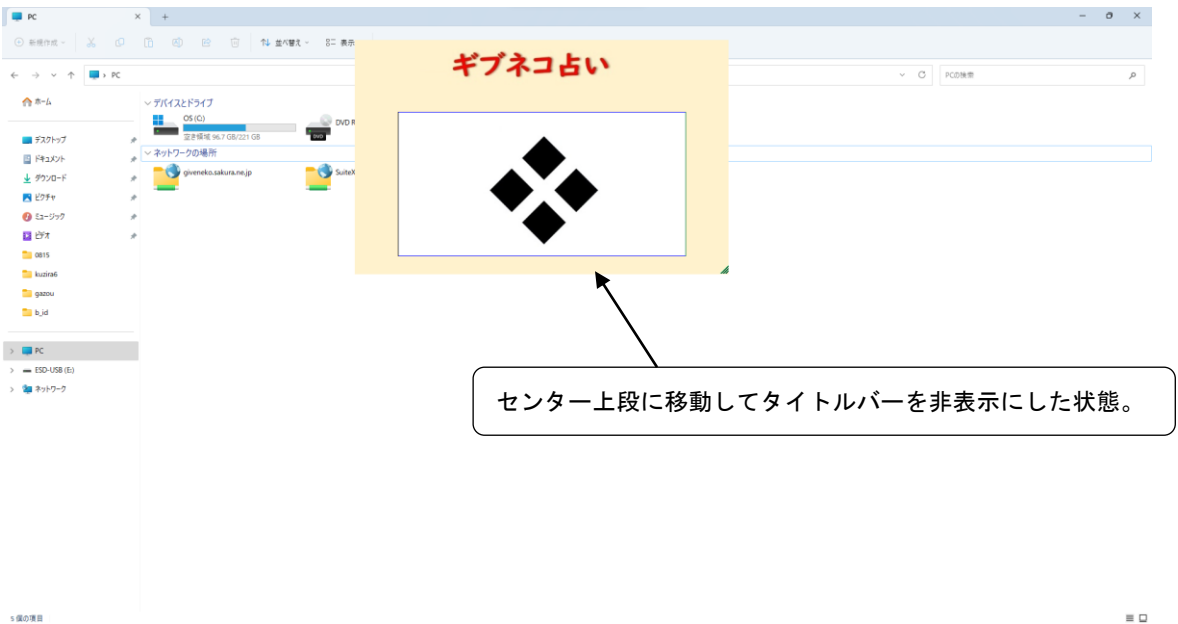 PC
新規作成
並べ替え
表示
PC
PCの検索
ホーム
デスクトップ
ドキュメント
ダウンロード
ピクチャ
ミュージック
ビデオ
0815
kuzira6
gazou
b_id
PC
ESD-USB (E:)
ネットワーク
デバイスとドライブ
OS (C:)
空き領域 96.7 GB/221 GB
DVD
DVD R
ネットワークの場所
giveneko.sakura.ne.jp
SuiteX
ギブネコ占い
センター上段に移動してタイトルバーを非表示にした状態。
5 個の項目